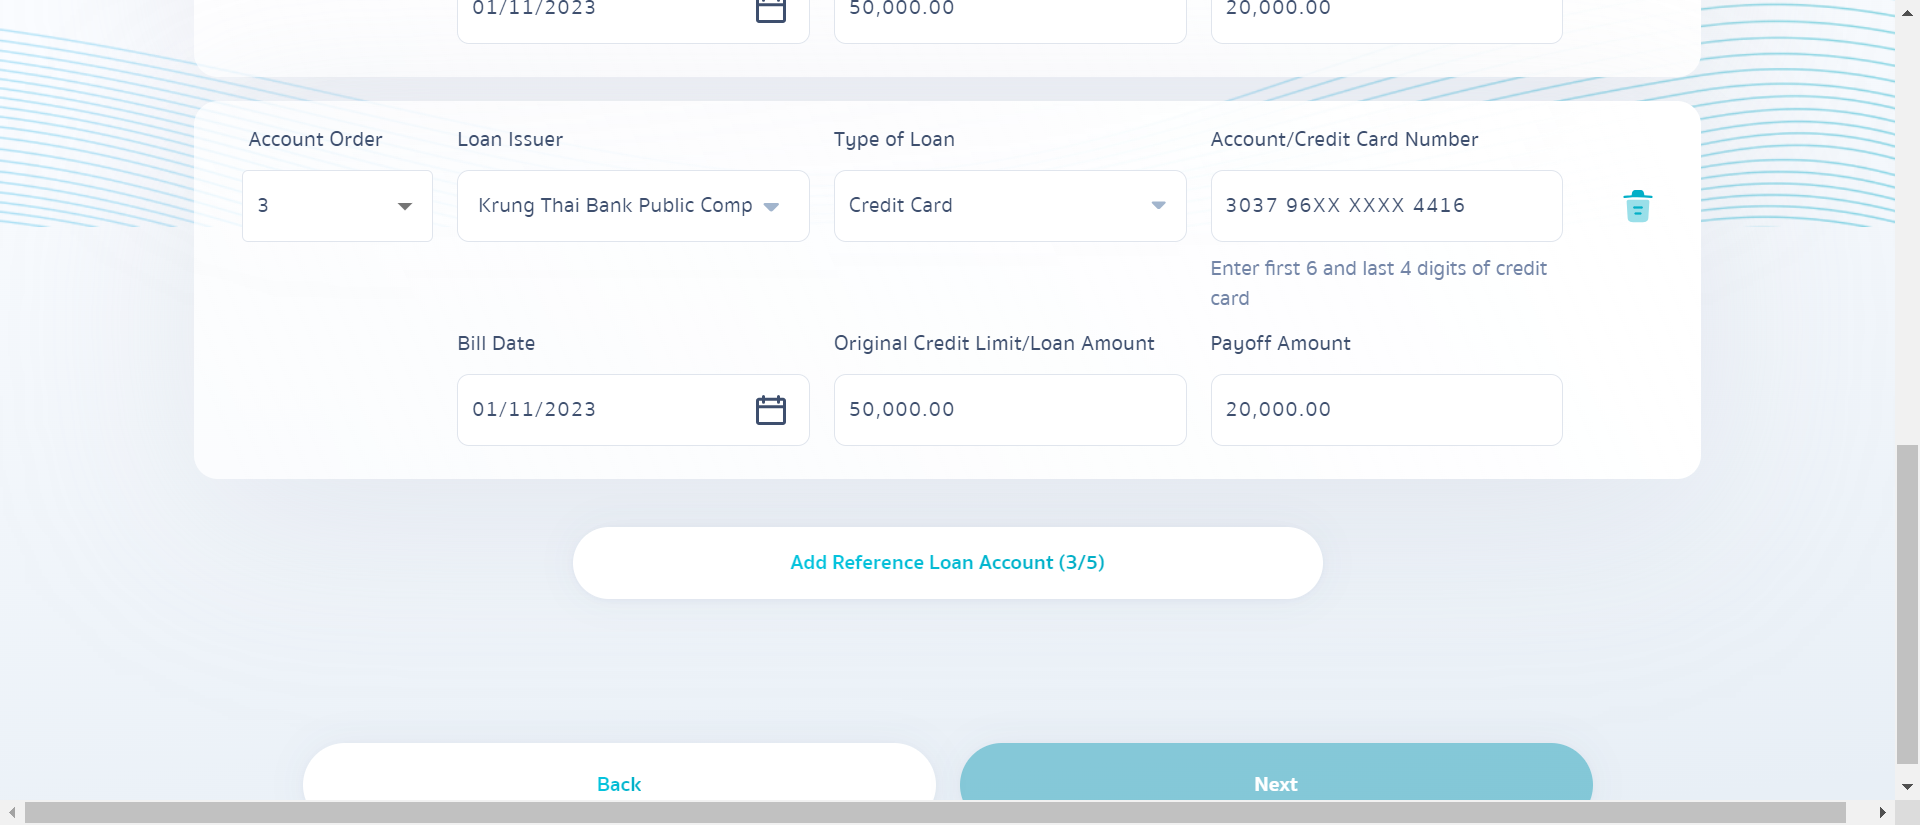 01/11/2023 50,000.00 20,000.00
Account Order Loan Issuer Type of Loan Account/Credit Card Number
3 Krung Thai Bank Public Comp Credit Card 3037 96XX XXXX 4416
Enter first 6 and last 4 digits of credit
card
Bill Date Original Credit Limit/Loan Amount Payoff Amount
01/11/2023 50,000.00 20,000.00
Add Reference Loan Account (3/5)
Back Next